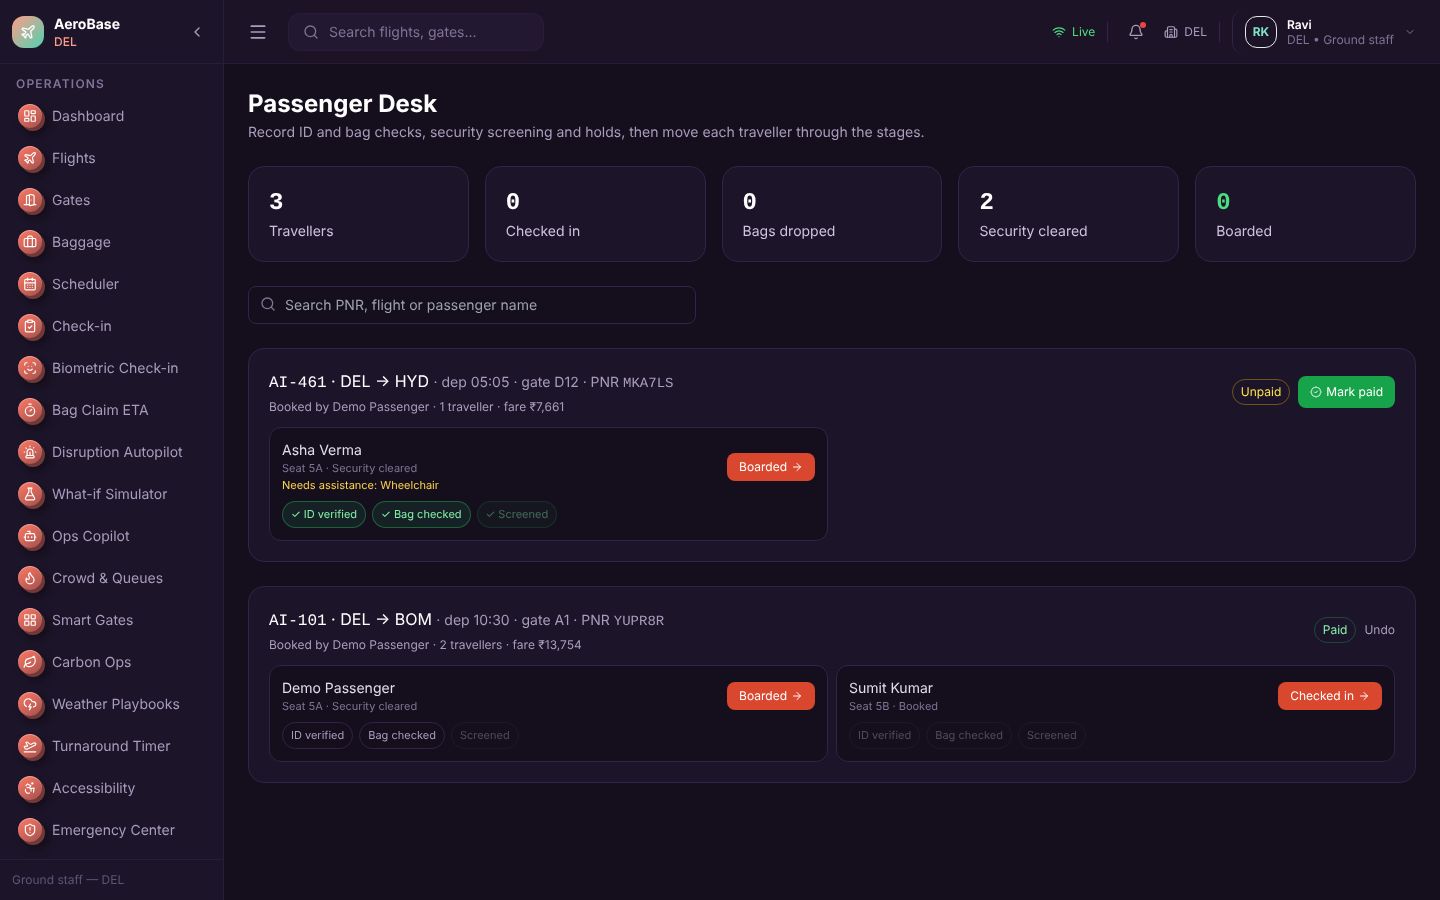 AeroBase
DEL
Search flights, gates...
Live
DEL
RK
Ravi
DEL • Ground staff
OPERATIONS
Dashboard
Flights
Gates
Baggage
Scheduler
Check-in
Biometric Check-in
Bag Claim ETA
Disruption Autopilot
What-if Simulator
Ops Copilot
Crowd & Queues
Smart Gates
Carbon Ops
Weather Playbooks
Turnaround Timer
Accessibility
Emergency Center
Ground staff — DEL
Passenger Desk
Record ID and bag checks, security screening and holds, then move each traveller through the stages.
3
Travellers
0
Checked in
0
Bags dropped
2
Security cleared
0
Boarded
Search PNR, flight or passenger name
AI-461 · DEL → HYD · dep 05:05 · gate D12 · PNR MKA7LS
Booked by Demo Passenger · 1 traveller · fare ₹7,661
Unpaid
Mark paid
Asha Verma
Seat 5A · Security cleared
Needs assistance: Wheelchair
Boarded →
✓ ID verified
✓ Bag checked
✓ Screened
AI-101 · DEL → BOM · dep 10:30 · gate A1 · PNR YUPR8R
Booked by Demo Passenger · 2 travellers · fare ₹13,754
Paid
Undo
Demo Passenger
Seat 5A · Security cleared
Boarded →
ID verified
Bag checked
Screened
Sumit Kumar
Seat 5B · Booked
Checked in →
ID verified
Bag checked
Screened